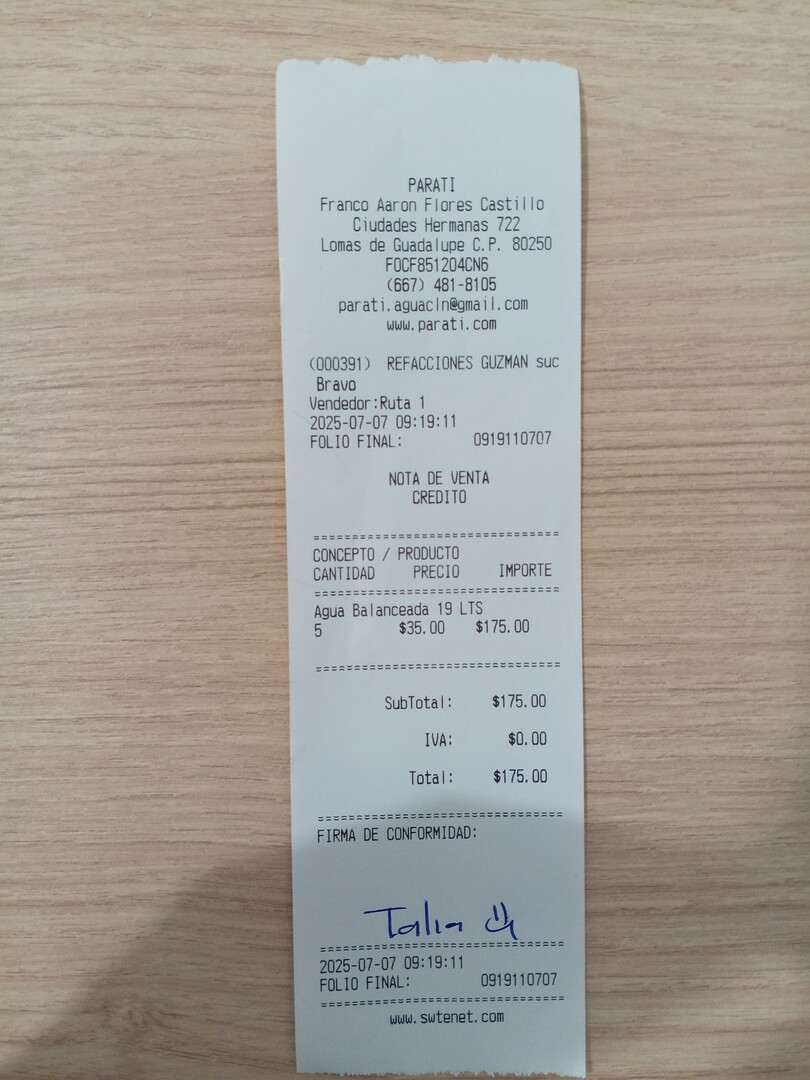 PARATI
Franco Aaron Flores Castillo
Ciudades Hermanas 722
Lomas de Guadalupe C.P. 80250
FOCF851204CN6
(667) 481-8105
parati.aguacln@gmail.com
www.parati.com
(000391) REFACCIONES GUZMAN suc
Bravo
Vendedor:Ruta 1
2025-07-07 09:19:11
FOLIO FINAL: 0919110707
NOTA DE VENTA
CREDITO
================================
CONCEPTO / PRODUCTO
CANTIDAD PRECIO IMPORTE
================================
Agua Balanceada 19 LTS
5 $35.00 $175.00
================================
SubTotal: $175.00
IVA: $0.00
Total: $175.00
================================
FIRMA DE CONFORMIDAD:
Talia
================================
2025-07-07 09:19:11
FOLIO FINAL: 0919110707
================================
www.swtenet.com